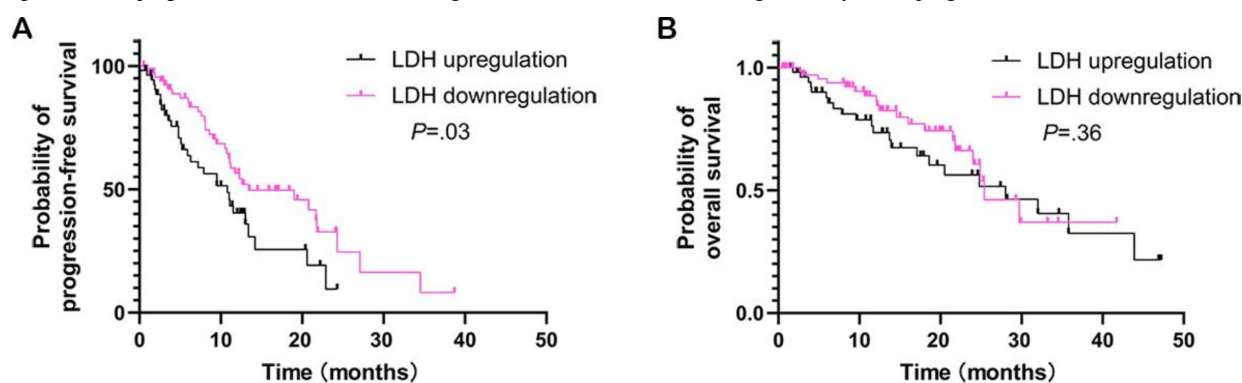 A
Probability of
progression-free survival
100
50
0
LDH upregulation
LDH downregulation
P=.03
0 10 20 30 40 50
Time (months)
B
Probability of
overall survival
1.0
0.5
0.0
LDH upregulation
LDH downregulation
P=.36
0 10 20 30 40 50
Time (months)